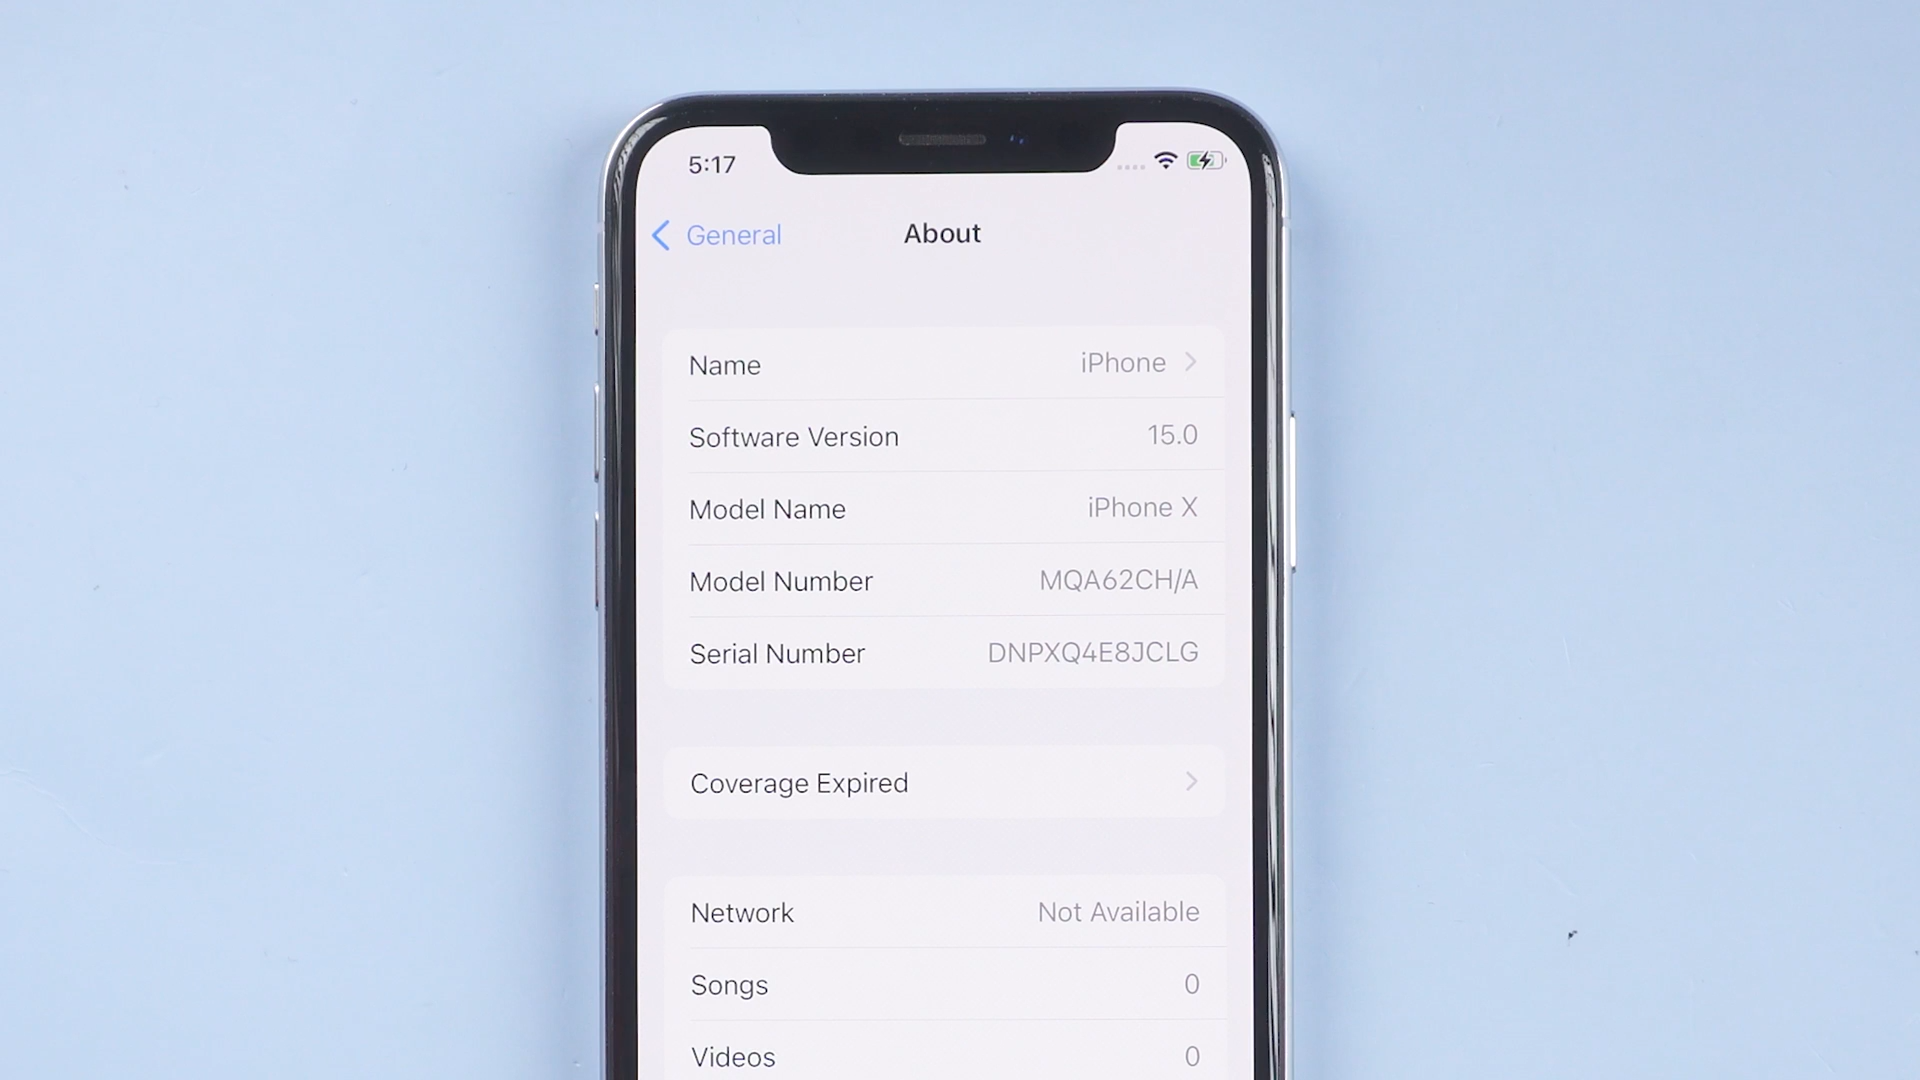 5:17
General
About
Name iPhone
Software Version 15.0
Model Name iPhone X
Model Number MQA62CH/A
Serial Number DNPXQ4E8JCLG
Coverage Expired
Network Not Available
Songs 0
Videos 0